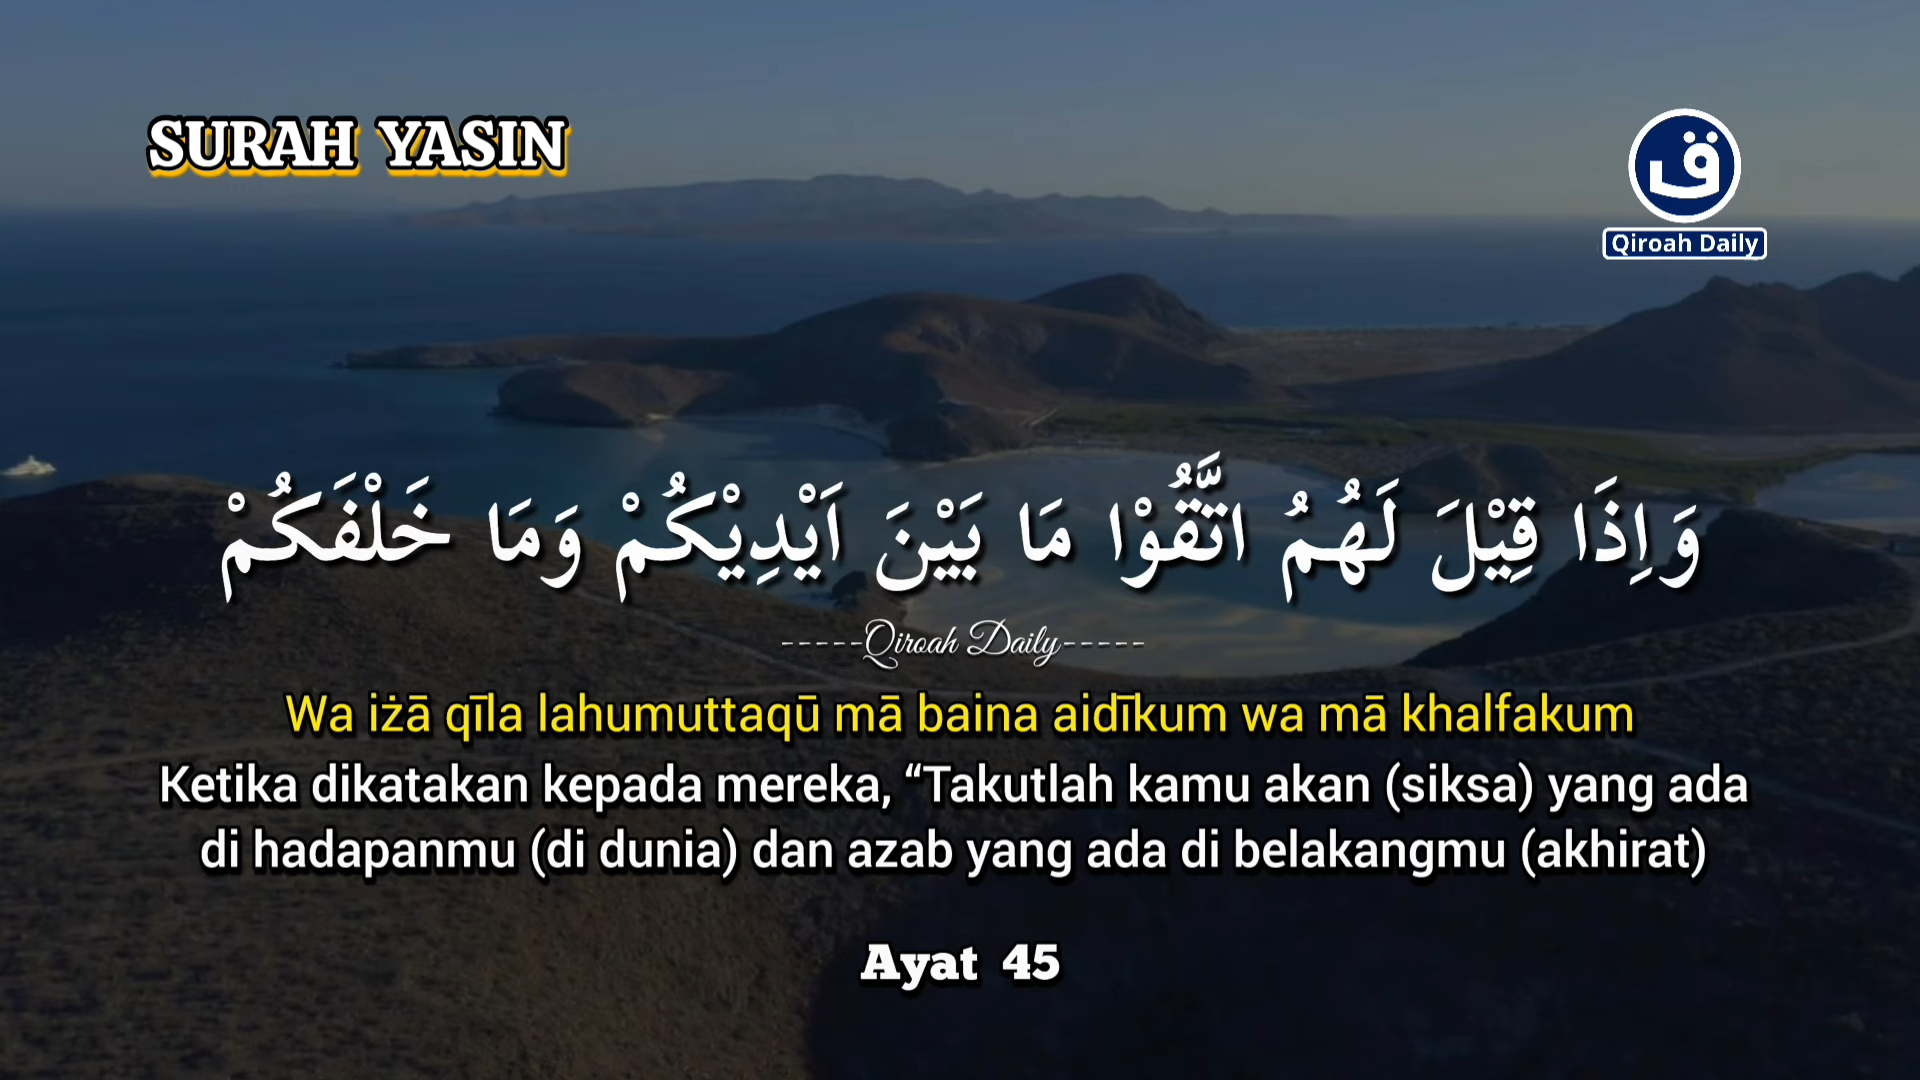 SURAH YASIN
ق
Qiroah Daily
وَاِذَا قِيْلَ لَهُمُ اتَّقُوْا مَا بَيْنَ اَيْدِيْكُمْ وَمَا خَلْفَكُمْ
-----Qiroah Daily-----
Wa iżā qīla lahumuttaqū mā baina aidīkum wa mā khalfakum
Ketika dikatakan kepada mereka, “Takutlah kamu akan (siksa) yang ada
di hadapanmu (di dunia) dan azab yang ada di belakangmu (akhirat)
Ayat 45